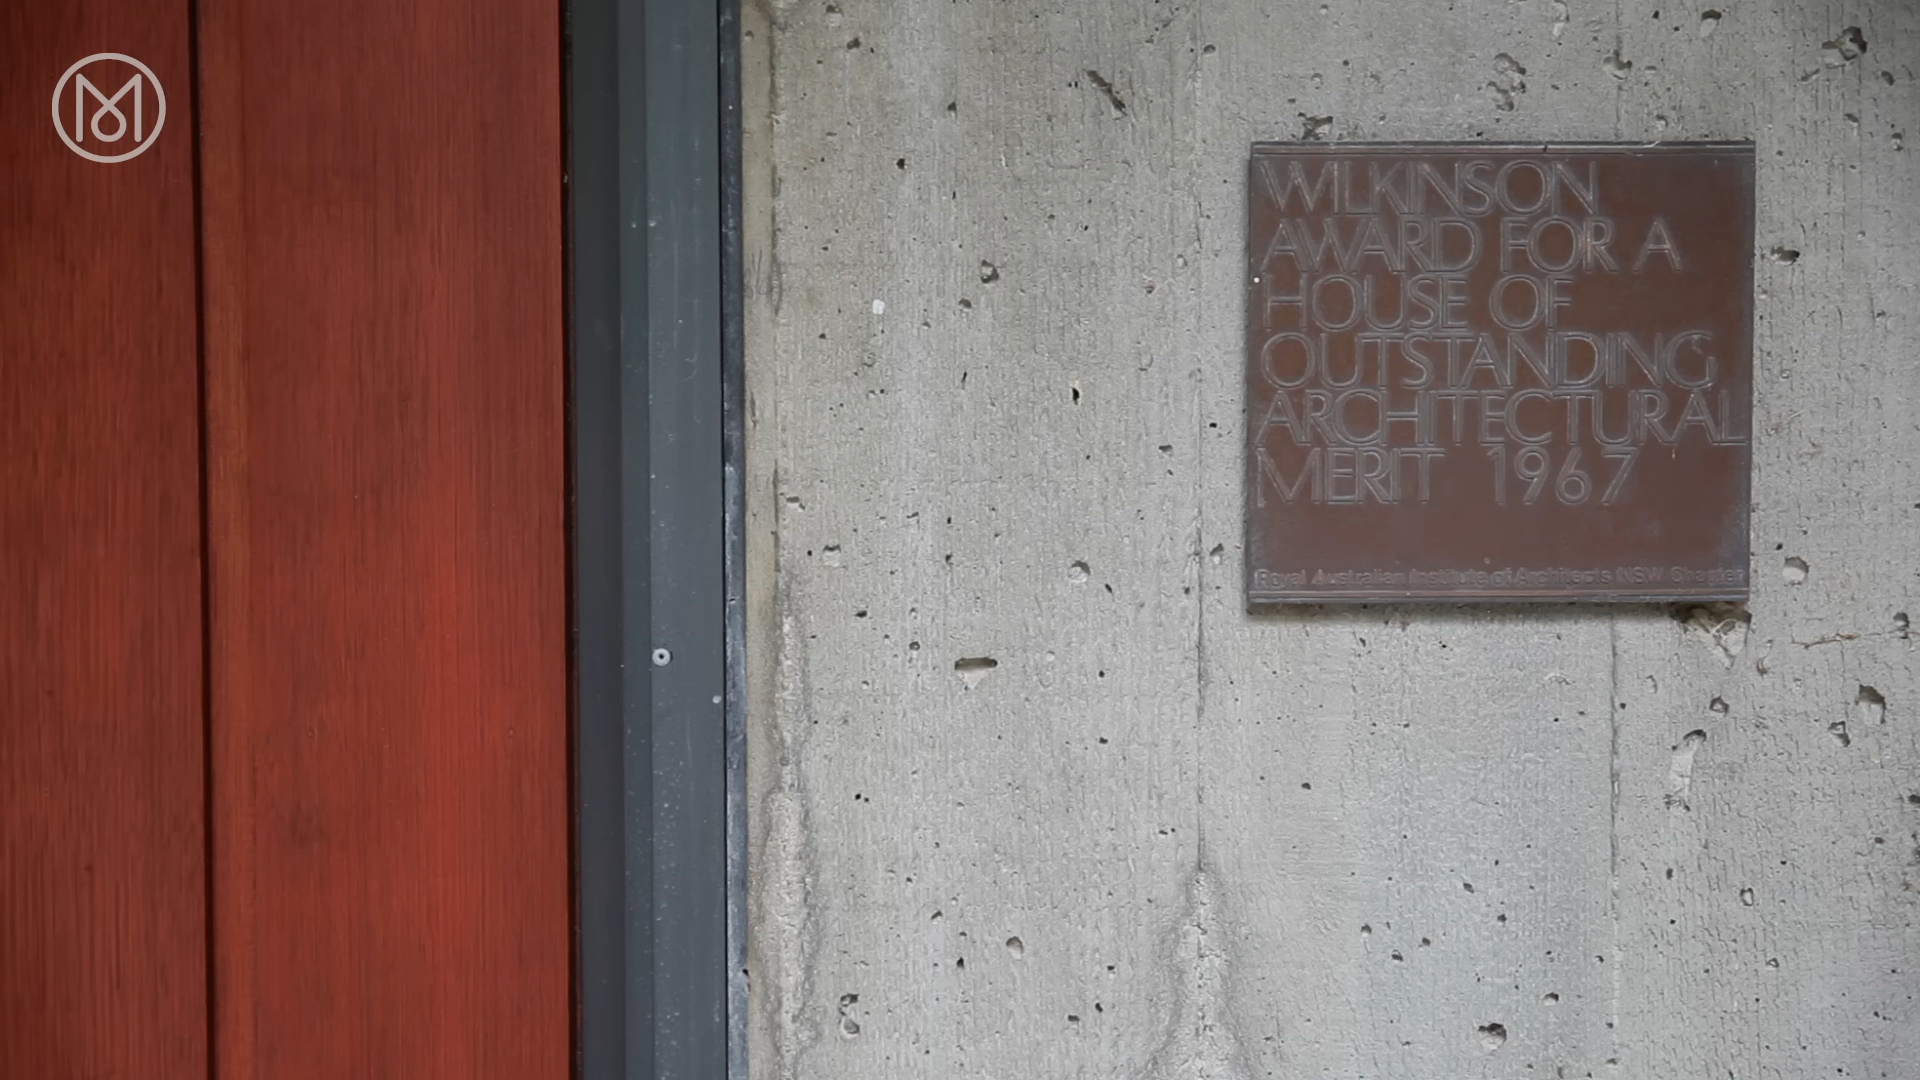 WILKINSON
AWARD FOR A
HOUSE OF
OUTSTANDING
ARCHITECTURAL
MERIT 1967
Royal Australian Institute of Architects NSW Chapter